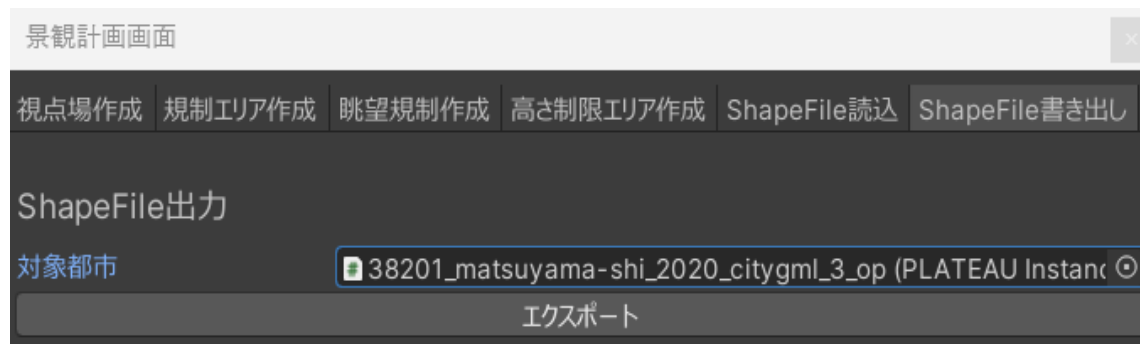 景観計画画面
視点場作成 規制エリア作成 眺望規制作成 高さ制限エリア作成 ShapeFile読込 ShapeFile書き出し
ShapeFile出力
対象都市 38201_matsuyama-shi_2020_citygml_3_op (PLATEAU Instanc
エクスポート